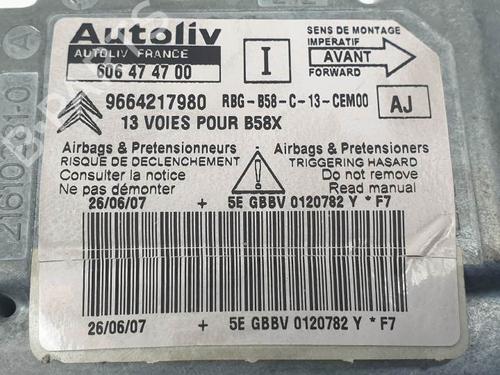 Autoliv
AUTOLIV FRANCE
606 47 47 00
I
SENS DE MONTAGE
IMPERATIF
AVANT
FORWARD
9664217980 RBG-B58-C-13-CEM00
AJ
13 VOIES POUR B58X
Airbags & Pretensionneurs
RISQUE DE DECLENCHEMENT
Consulter la notice
Ne pas démonter
Airbags & Pretensioners
TRIGGERING HASARD
Do not remove
Read manual
26/06/07 + 5E GBBV 0120782 Y * F7
26/06/07 + 5E GBBV 0120782 Y * F7